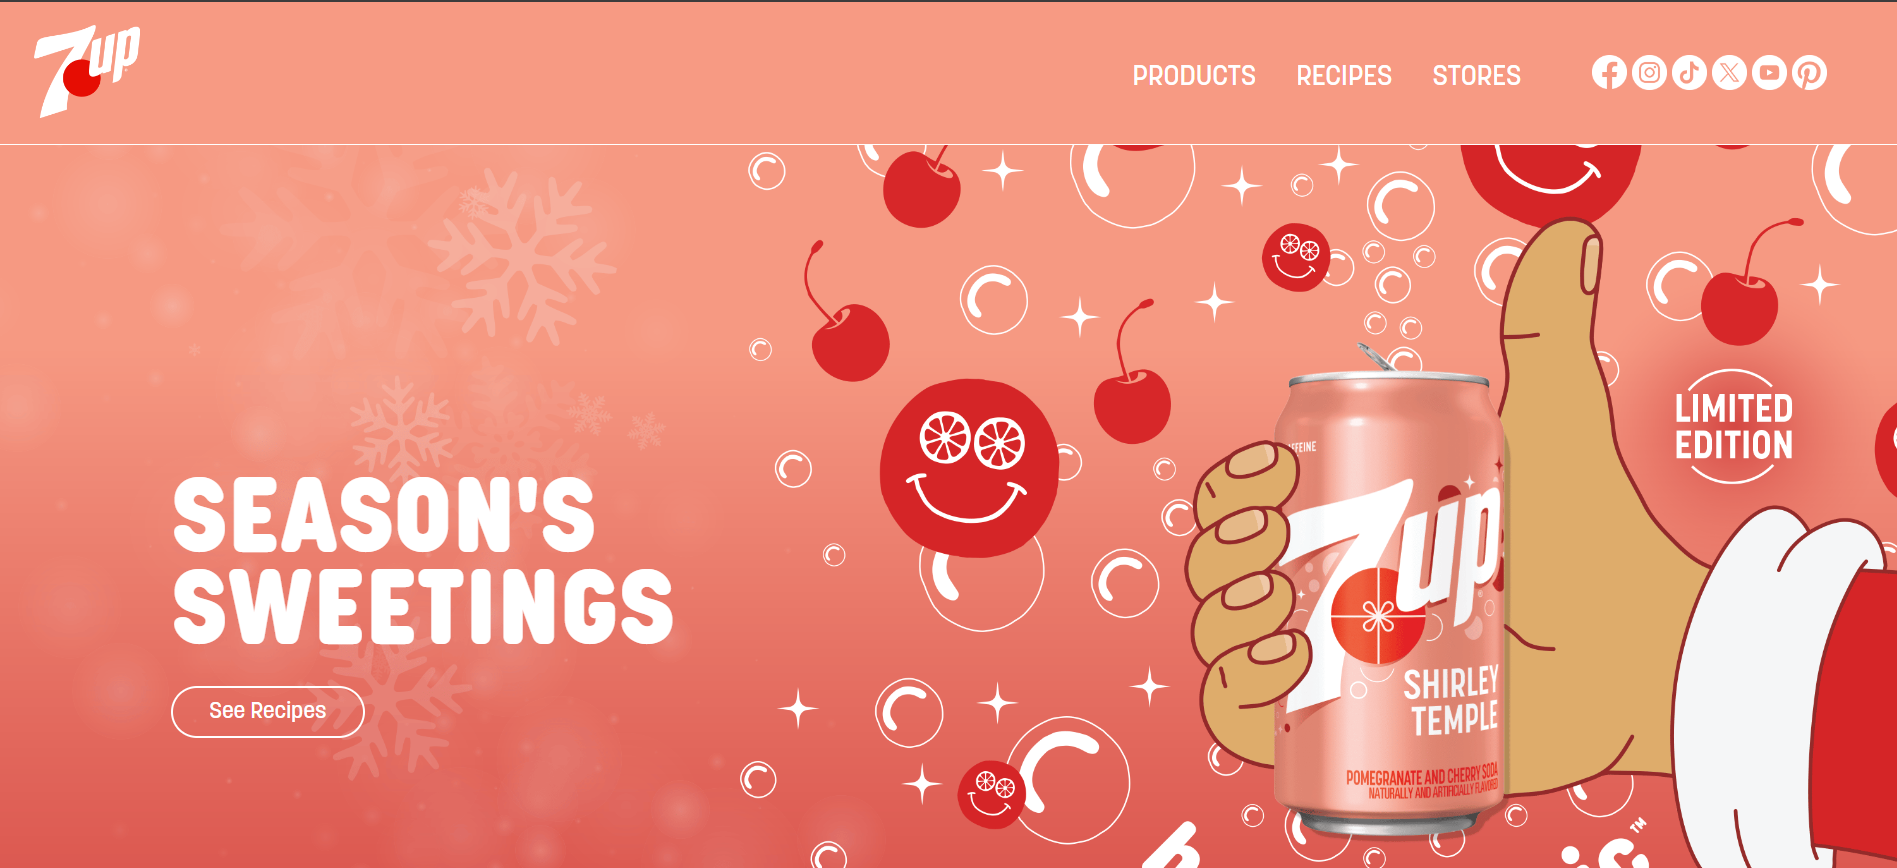 7up
PRODUCTS RECIPES STORES
SEASON'S
SWEETINGS
See Recipes
LIMITED
EDITION
7up
SHIRLEY
TEMPLE
POMEGRANATE AND CHERRY SODA
NATURALLY AND ARTIFICIALLY FLAVORED
TM